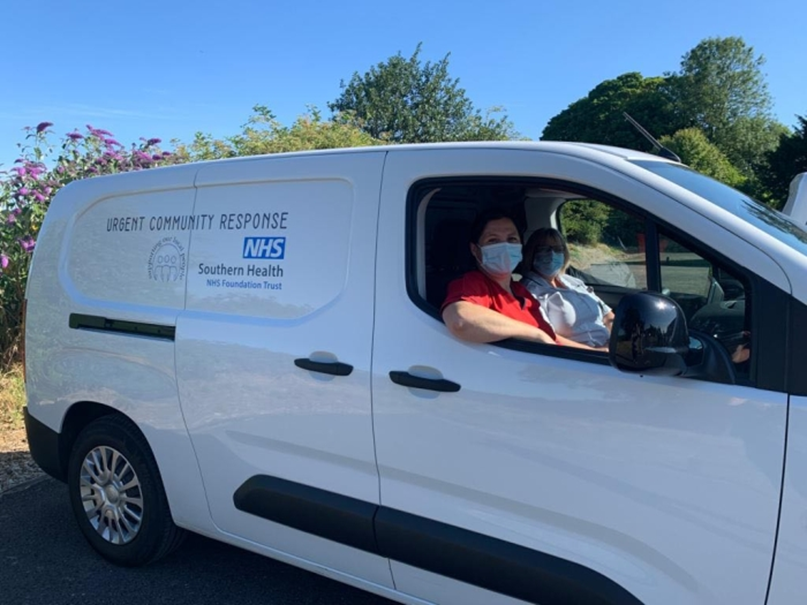 URGENT COMMUNITY RESPONSE
NHS
Southern Health
NHS Foundation Trust